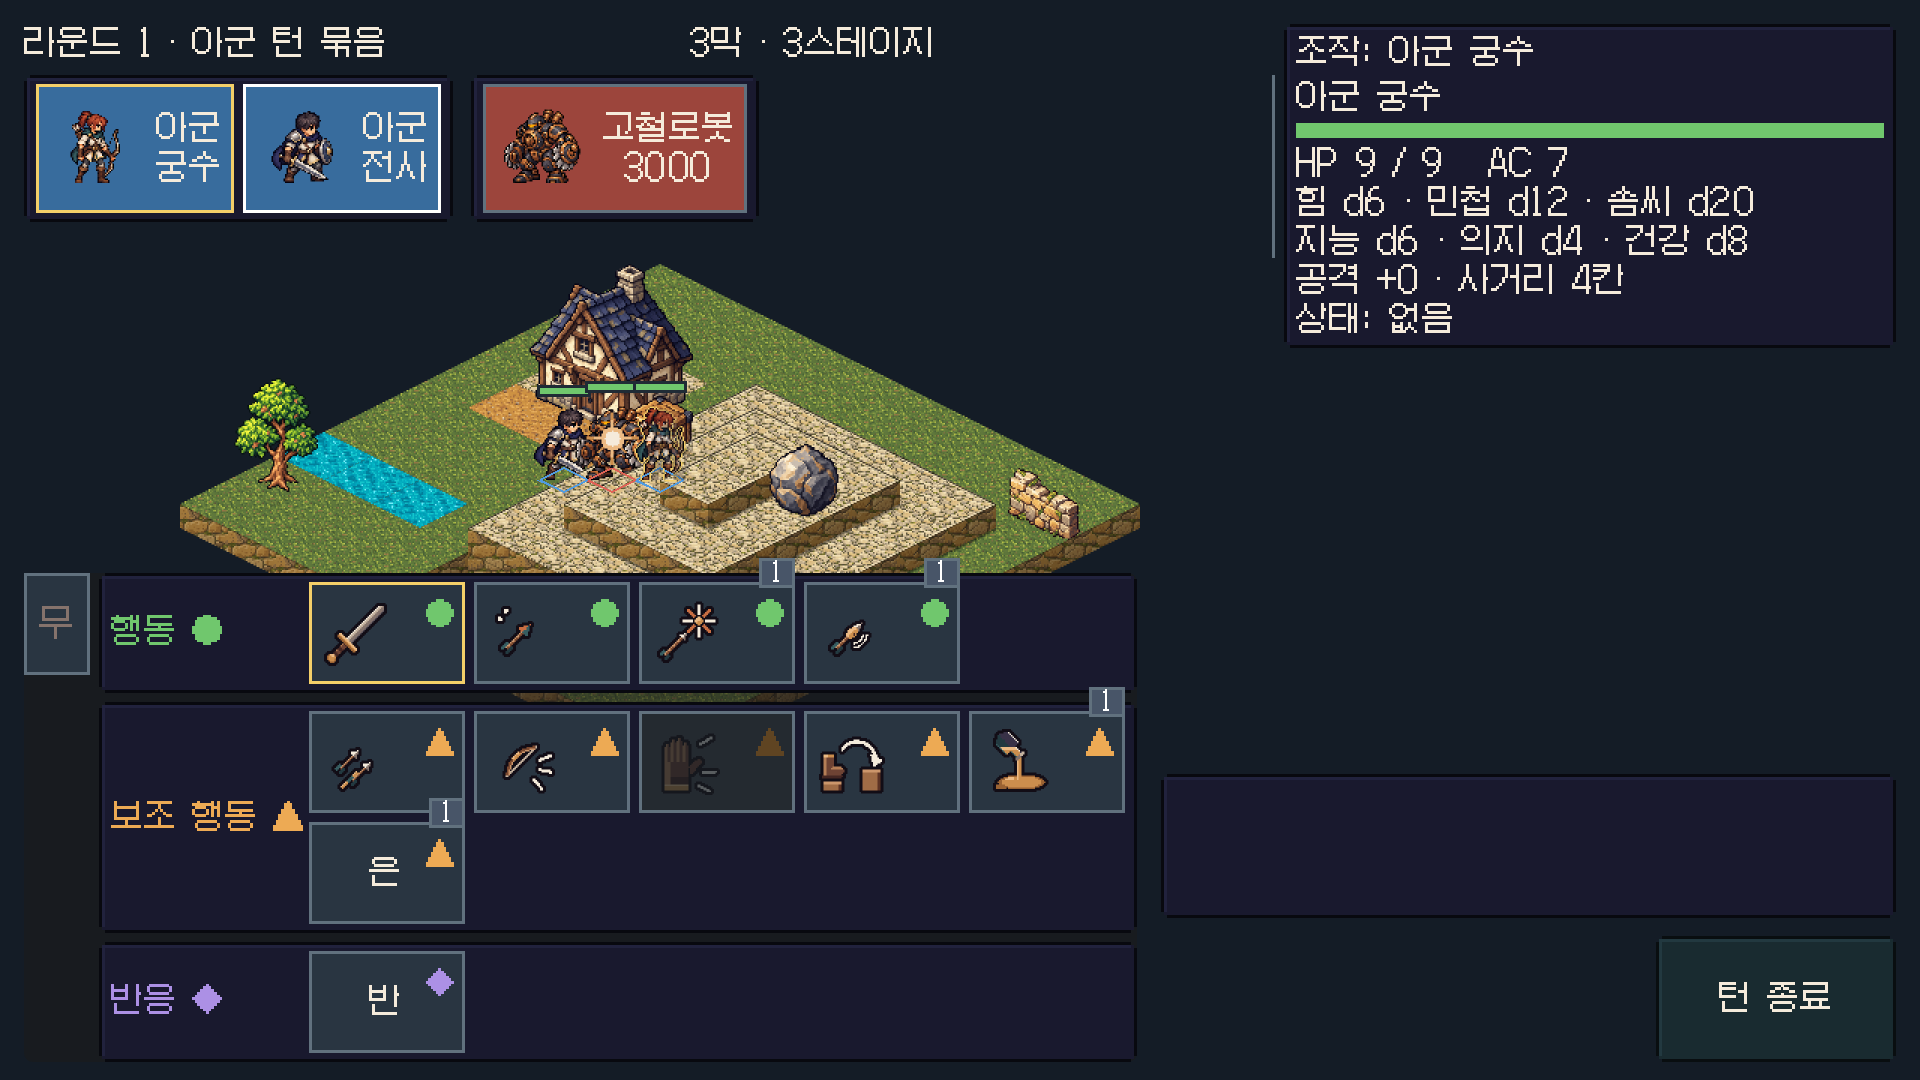 라운드 1 · 아군 턴 묶음
3막 · 3스테이지
아군
궁수
아군
전사
고철로봇
3000
조작: 아군 궁수
아군 궁수
HP 9 / 9 AC 7
힘 d6 · 민첩 d12 · 솜씨 d20
지능 d6 · 의지 d4 · 건강 d8
공격 +0 · 사거리 4칸
상태: 없음
무
행동
1
1
보조 행동
1
1
은
반응
반
턴 종료